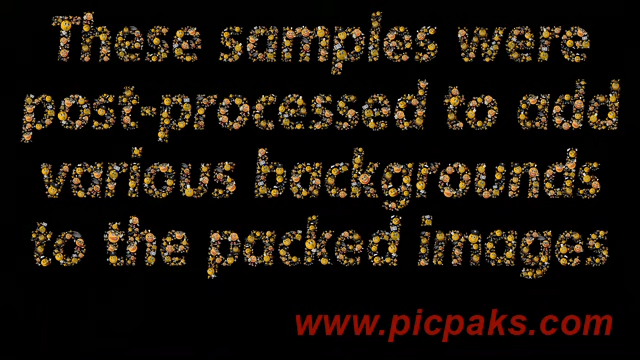 These samples were
post-processed to add
various backgrounds
to the packed images
www.picpaks.com